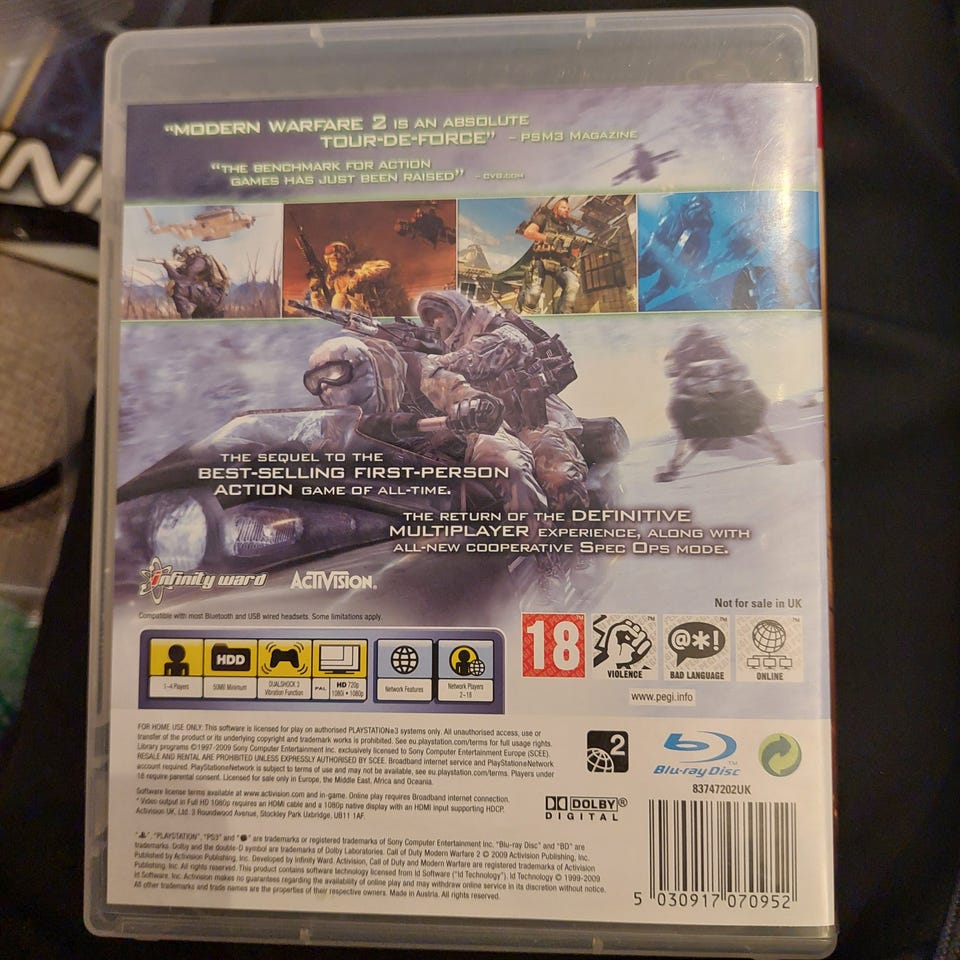 "MODERN WARFARE 2 IS AN ABSOLUTE
TOUR-DE-FORCE" – PSM3 MAGAZINE
"THE BENCHMARK FOR ACTION
GAMES HAS JUST BEEN RAISED" – CVG.COM
THE SEQUEL TO THE
BEST-SELLING FIRST-PERSON
ACTION GAME OF ALL-TIME.
THE RETURN OF THE DEFINITIVE
MULTIPLAYER EXPERIENCE, ALONG WITH
ALL-NEW COOPERATIVE SPEC OPS MODE.
infinity ward ACTIVISION®
Not for sale in UK
Compatible with most Bluetooth and USB wired headsets. Some limitations apply.
HDD
1-4 Players
50MB Minimum
DUALSHOCK 3
Vibration Function
PAL
HD 720p
1080i • 1080p
Network Features
Network Players
2-18
18
VIOLENCE
@*!
BAD LANGUAGE
ONLINE
www.pegi.info
FOR HOME USE ONLY: This software is licensed for play on authorised PLAYSTATION®3 systems only. All unauthorised access, use or
transfer of the product or its underlying copyright and trademark works is prohibited. See eu.playstation.com/terms for full usage rights.
Library programs ©1997-2009 Sony Computer Entertainment Inc. exclusively licensed to Sony Computer Entertainment Europe (SCEE).
RESALE AND RENTAL ARE PROHIBITED UNLESS EXPRESSLY AUTHORISED BY SCEE. Broadband internet service and PlayStation®Network
account required. PlayStation®Network is subject to terms of use and may not be available, see eu.playstation.com/terms. Players under
18 require parental consent. Licensed for sale only in Europe, the Middle East, Africa and Oceania.
2
Blu-ray Disc™
83747202UK
Software license terms available at www.activision.com and in-game. Online play requires Broadband internet connection.
* Video output in Full HD 1080p requires an HDMI cable and a 1080p native display with an HDMI input supporting HDCP.
Activision UK, Ltd. 3 Roundwood Avenue, Stockley Park Uxbridge, UB11 1AF.
DOLBY®
DIGITAL
"PLAYSTATION", "PS3" and are trademarks or registered trademarks of Sony Computer Entertainment Inc. "Blu-ray Disc" and "BD" are
trademarks. Dolby and the double-D symbol are trademarks of Dolby Laboratories. Call of Duty Modern Warfare 2 © 2009 Activision Publishing, Inc.
Published by Activision Publishing, Inc. Developed by Infinity Ward. Activision, Call of Duty and Modern Warfare are registered trademarks of Activision
Publishing, Inc. All rights reserved. This product contains software technology licensed from Id Software ("Id Technology"). Id Technology © 1999-2009
Id Software, Inc. Activision makes no guarantees regarding the availability of online play and may withdraw online service in its discretion without notice.
All other trademarks and trade names are the properties of their respective owners. Made in Austria. All rights reserved.
5 030917 070952